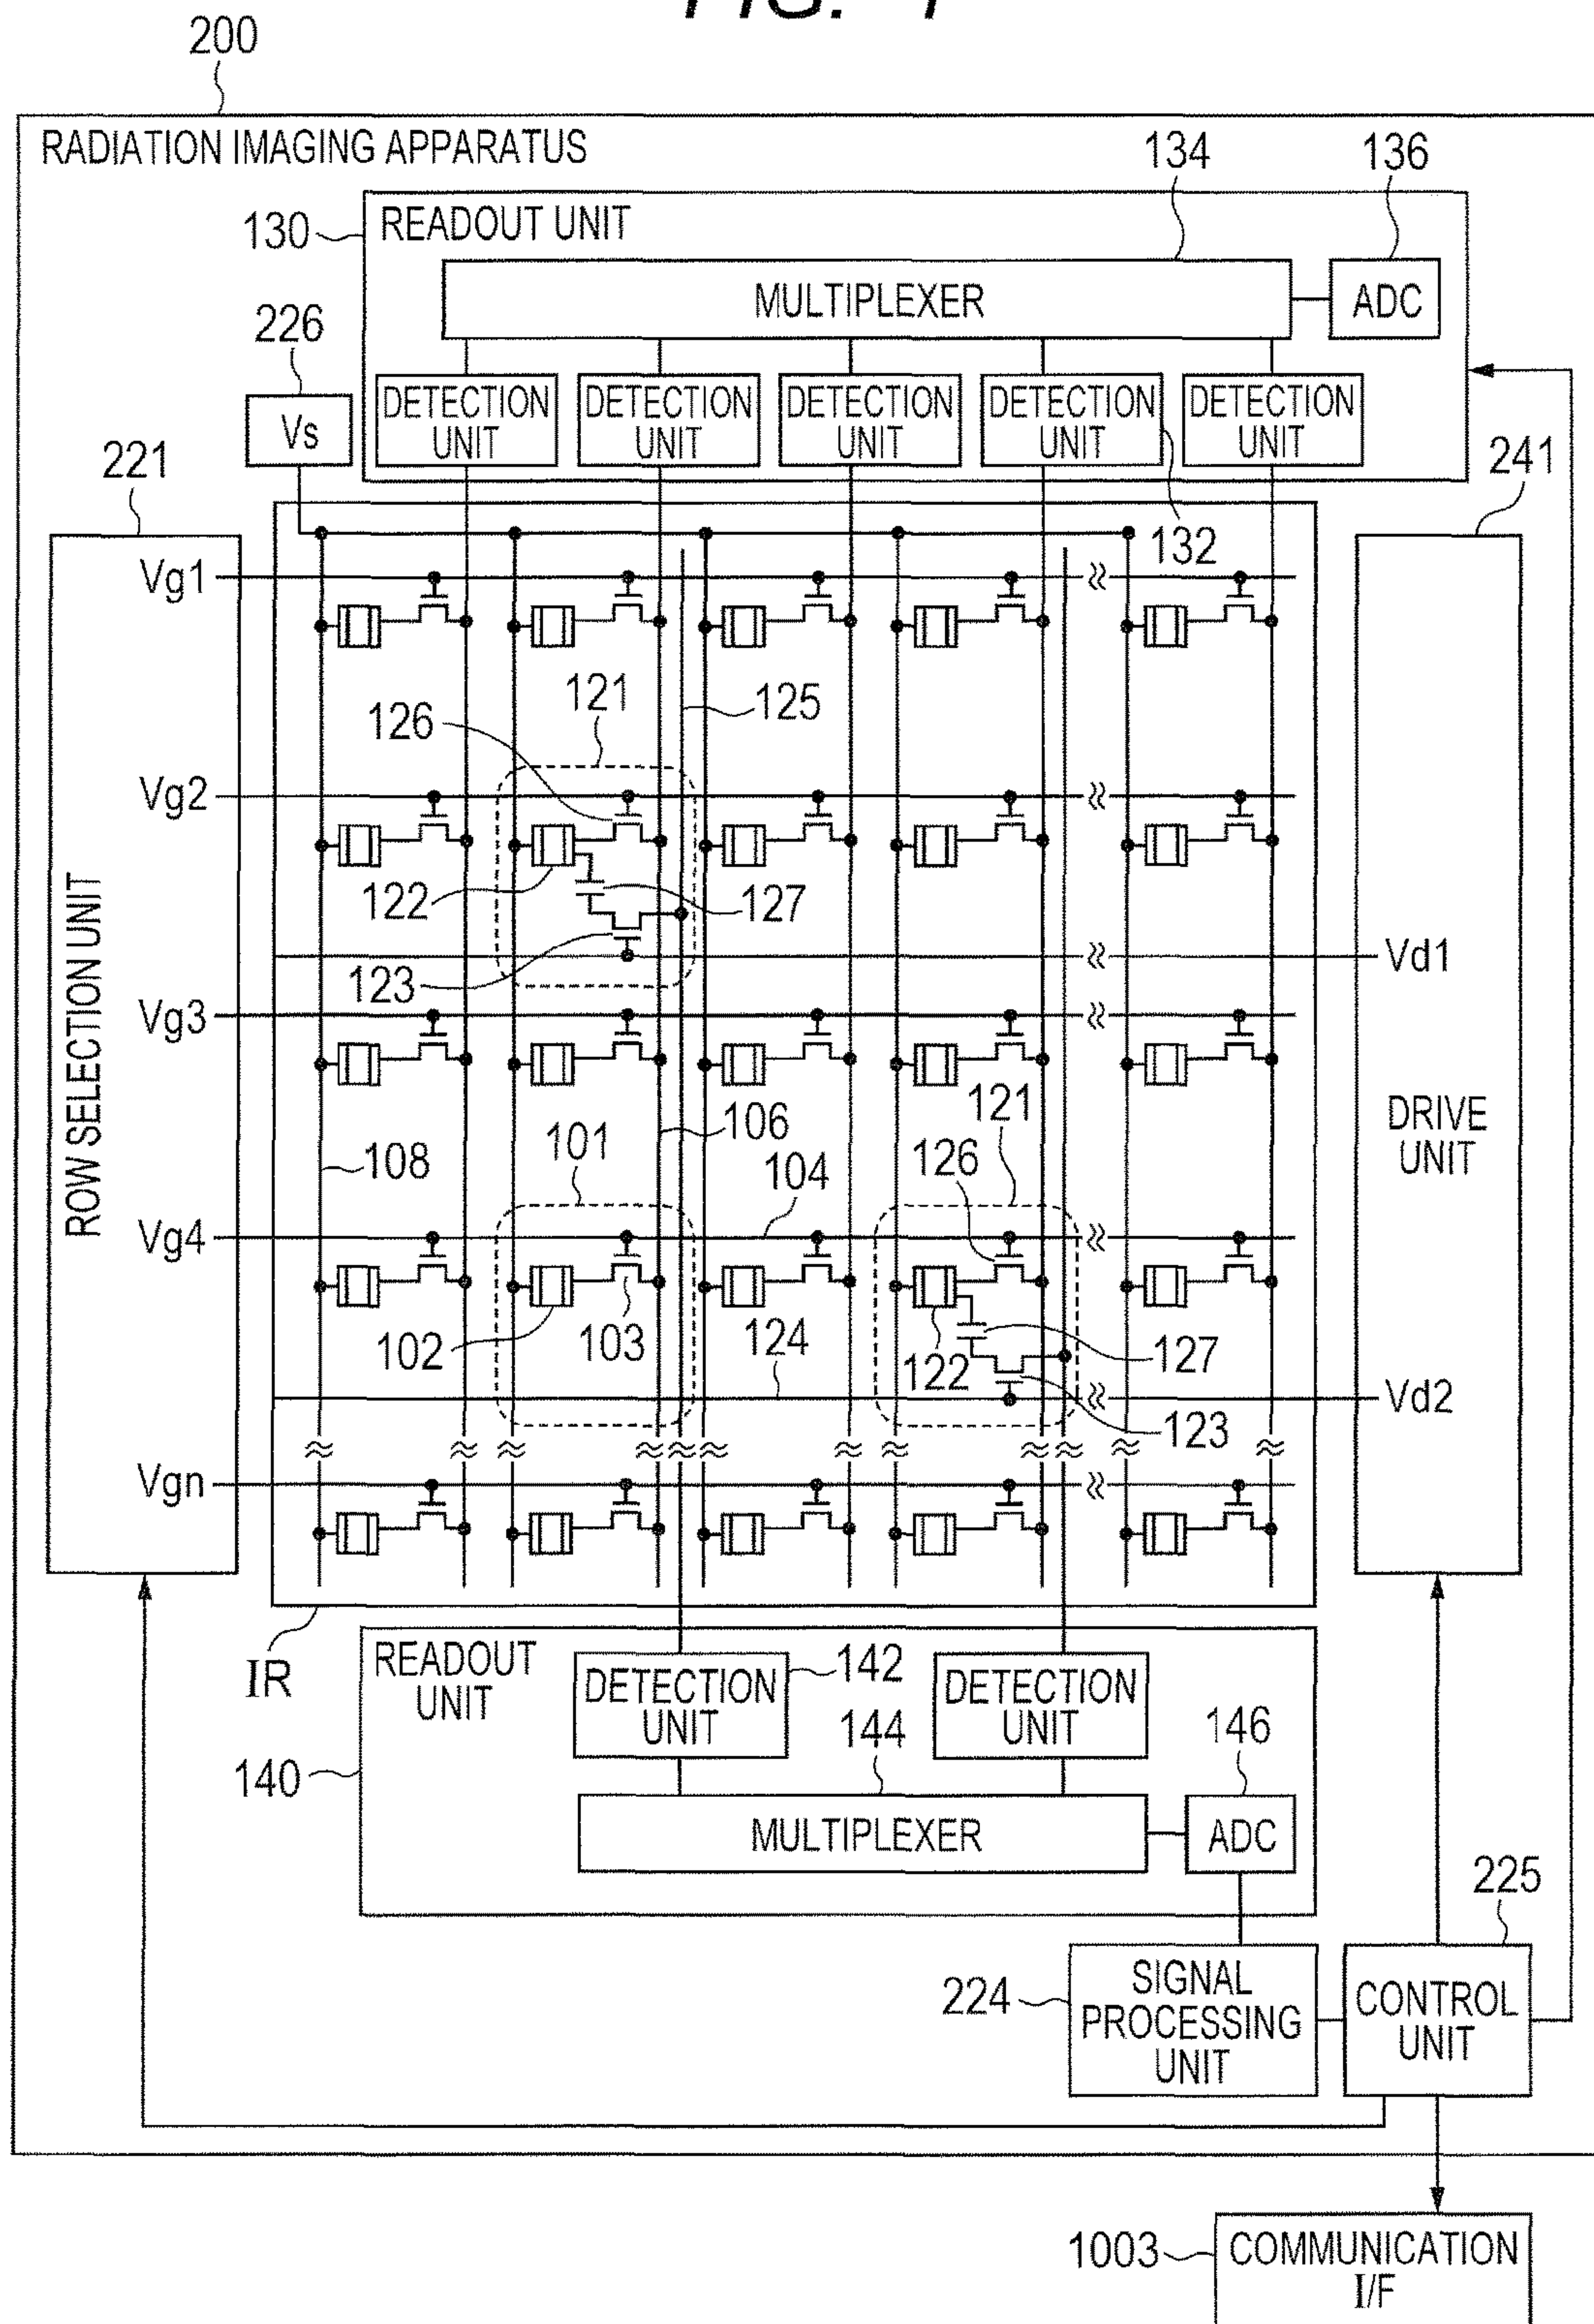 FIG. 1
200
RADIATION IMAGING APPARATUS
134
136
130
READOUT UNIT
MULTIPLEXER
ADC
226
Vs
DETECTION
UNIT
DETECTION
UNIT
DETECTION
UNIT
DETECTION
UNIT
DETECTION
UNIT
221
241
132
Vg1
121
125
126
Vg2
122
127
123
Vd1
Vg3
ROW SELECTION UNIT
DRIVE
UNIT
106
121
101
108
104
126
Vg4
102
103
124
122
127
Vd2
123
Vgn
IR
READOUT
UNIT
DETECTION
UNIT
142
DETECTION
UNIT
144
146
140
MULTIPLEXER
ADC
225
224
SIGNAL
PROCESSING
UNIT
CONTROL
UNIT
1003
COMMUNICATION
I/F